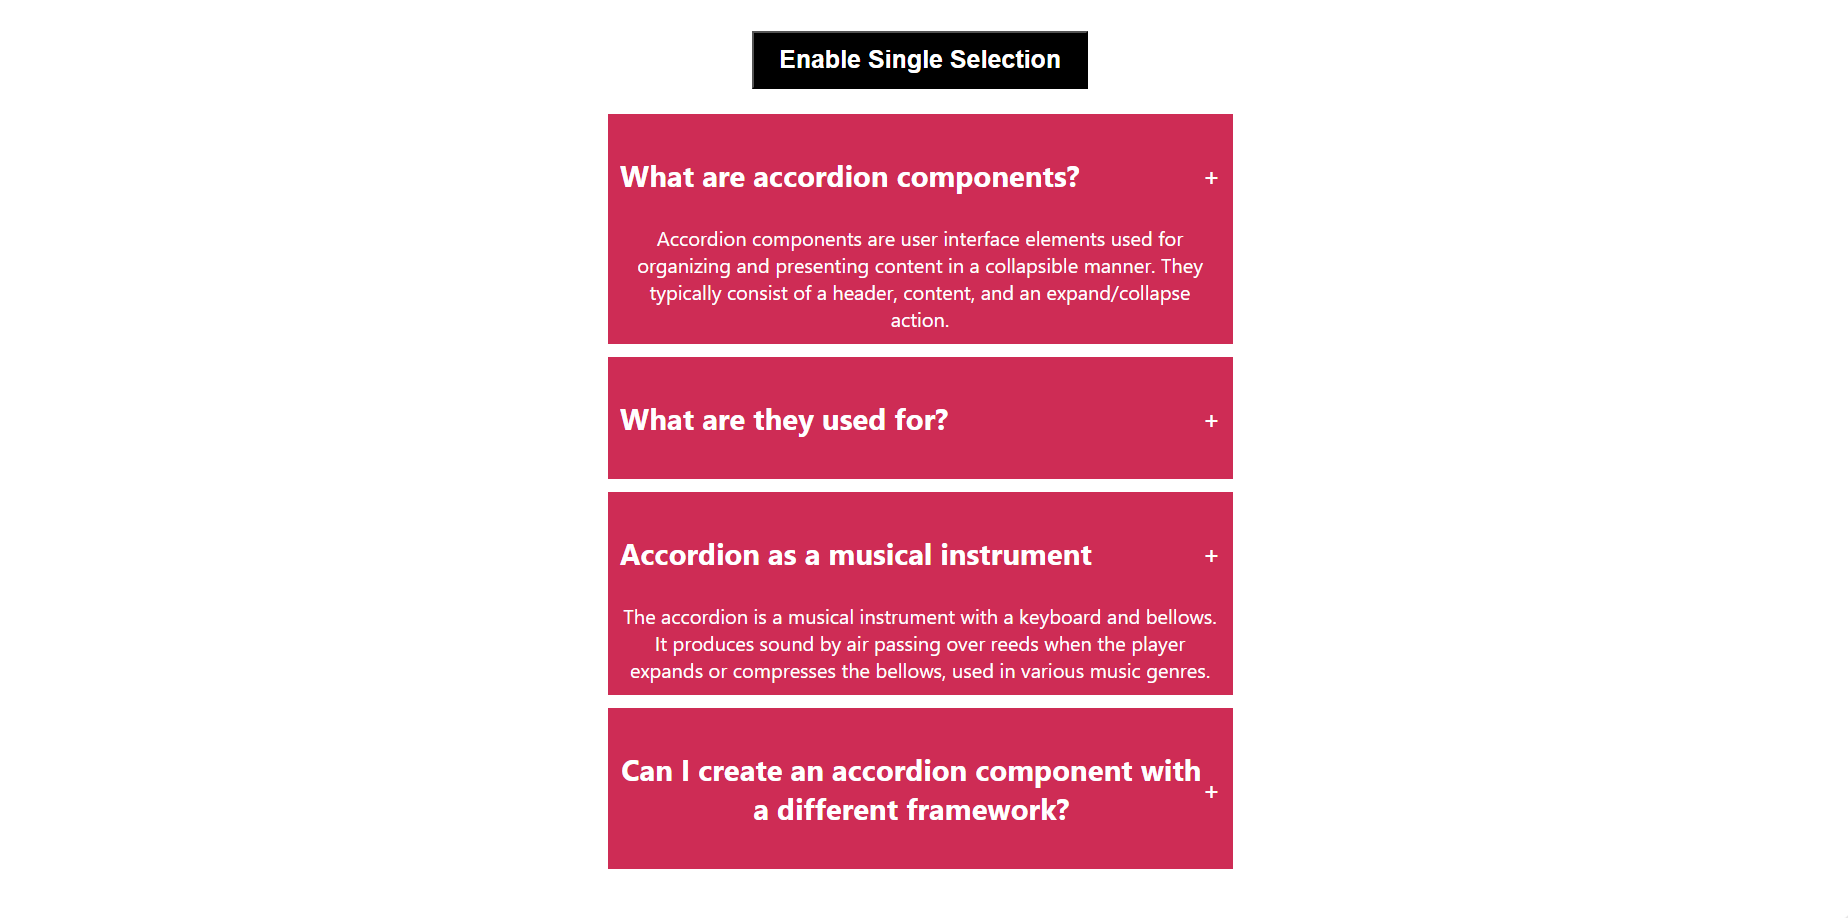 Enable Single Selection
What are accordion components? +
Accordion components are user interface elements used for
organizing and presenting content in a collapsible manner. They
typically consist of a header, content, and an expand/collapse
action.
What are they used for? +
Accordion as a musical instrument +
The accordion is a musical instrument with a keyboard and bellows.
It produces sound by air passing over reeds when the player
expands or compresses the bellows, used in various music genres.
Can I create an accordion component with
a different framework? +